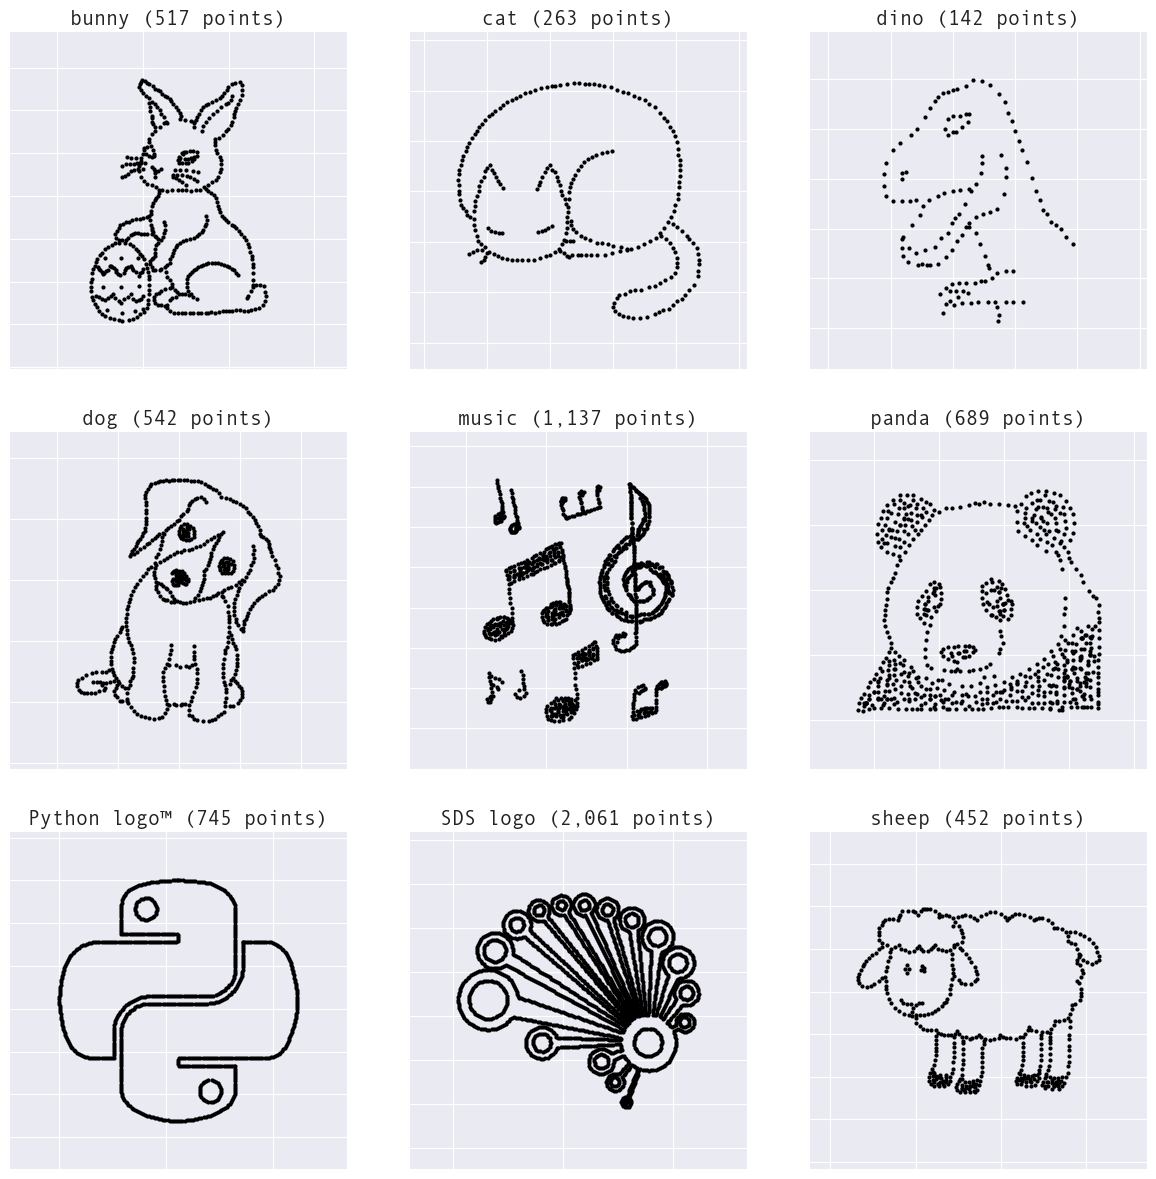 bunny (517 points)
cat (263 points)
dino (142 points)
dog (542 points)
music (1,137 points)
panda (689 points)
Python logo™ (745 points)
SDS logo (2,061 points)
sheep (452 points)